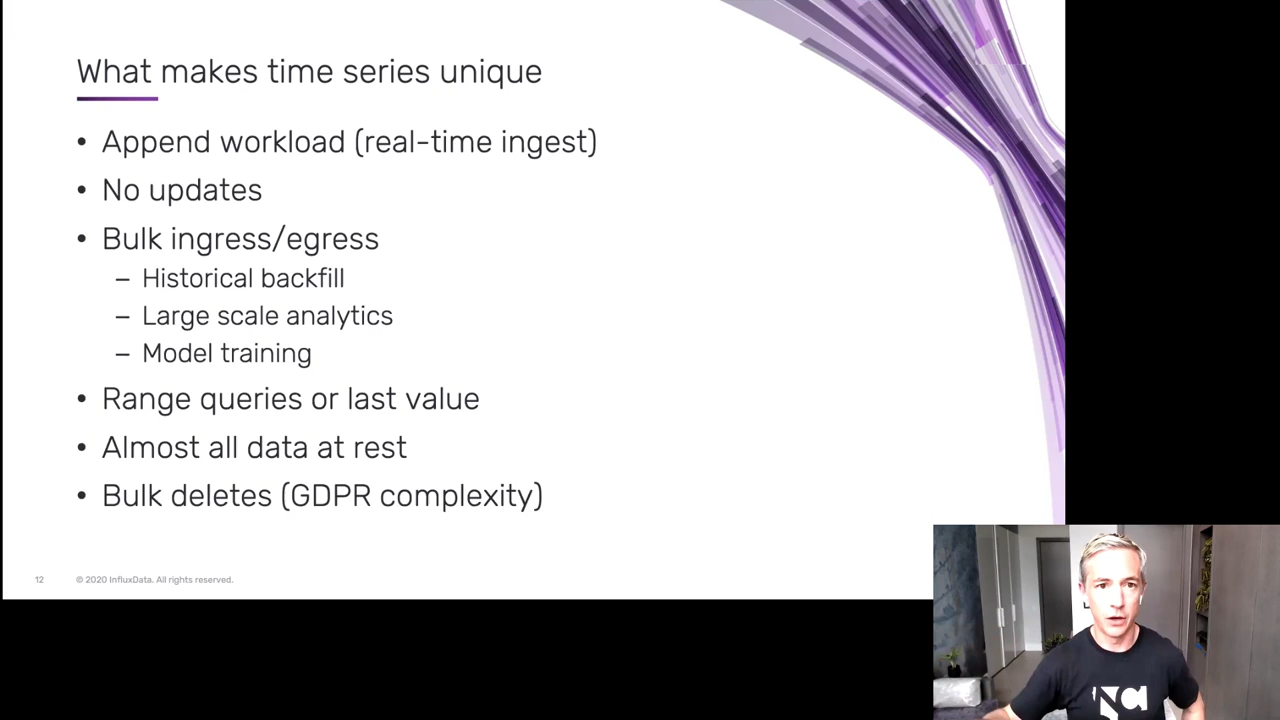 What makes time series unique
• Append workload (real-time ingest)
• No updates
• Bulk ingress/egress
– Historical backfill
– Large scale analytics
– Model training
• Range queries or last value
• Almost all data at rest
• Bulk deletes (GDPR complexity)
12 © 2020 InfluxData. All rights reserved.